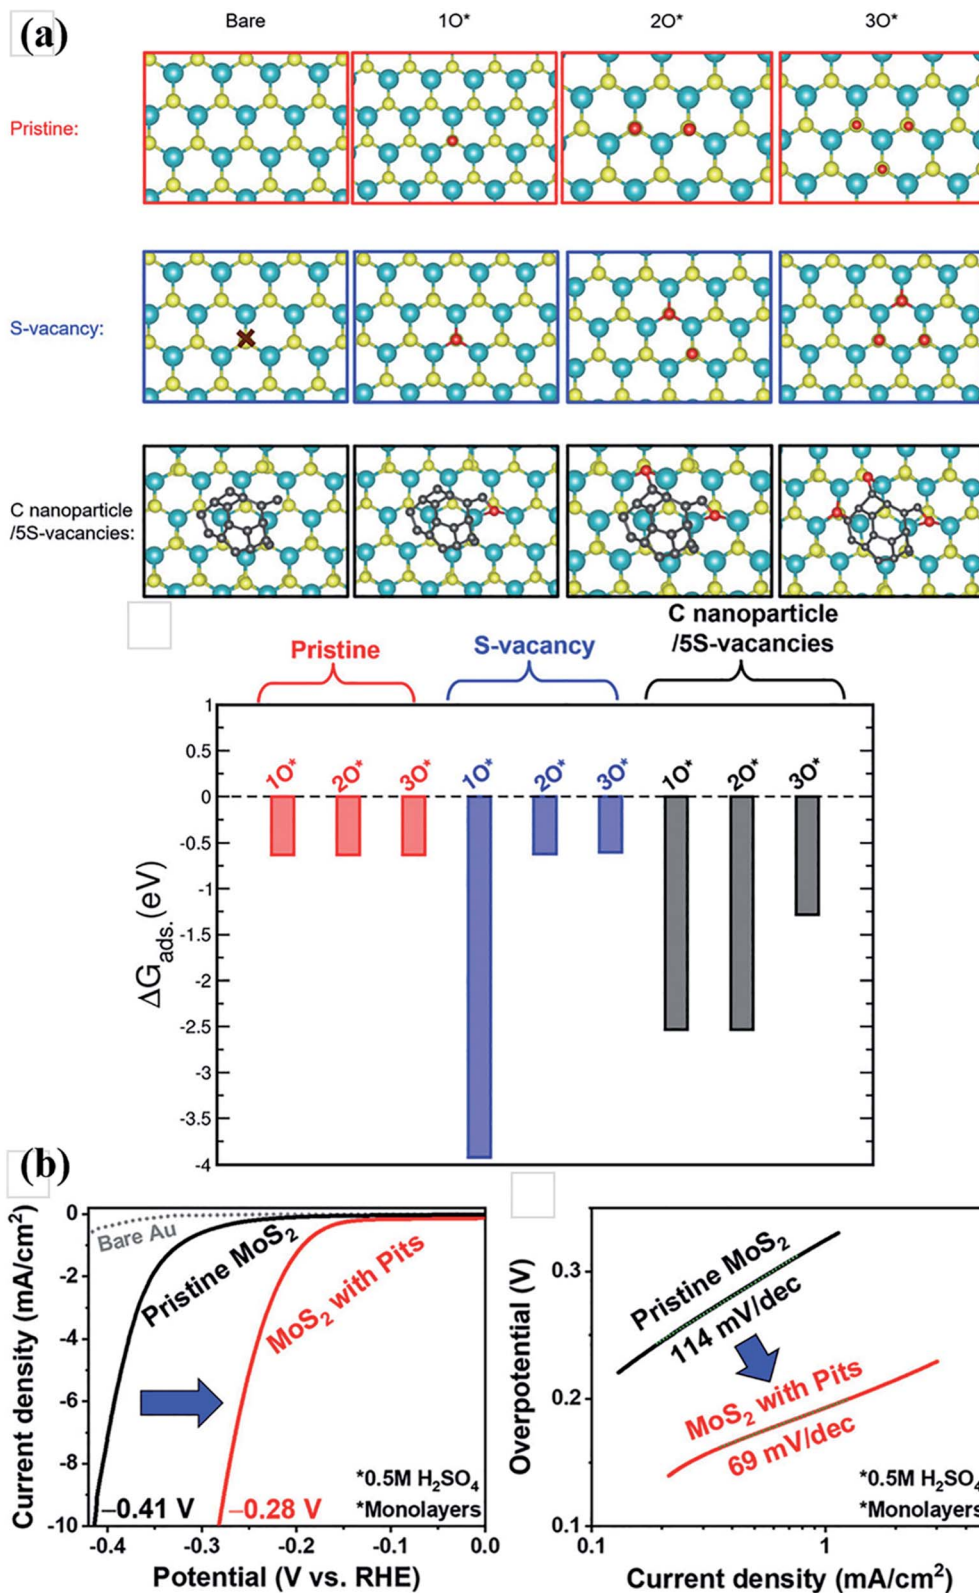 (a)
Bare 1O* 2O* 3O*
Pristine:
S-vacancy:
C nanoparticle
/5S-vacancies:
Pristine
S-vacancy
C nanoparticle
/5S-vacancies
1O* 2O* 3O* 1O* 2O* 3O* 1O* 2O* 3O*
1
0.5
0
-0.5
-1
-1.5
-2
-2.5
-3
-3.5
-4
ΔG_ads. (eV)
(b)
0
-2
-4
-6
-8
-10
Current density (mA/cm²)
Bare Au
Pristine MoS₂
MoS₂ with Pits
–0.41 V
–0.28 V
*0.5M H₂SO₄
*Monolayers
-0.4 -0.3 -0.2 -0.1 0.0
Potential (V vs. RHE)
0.3
0.2
0.1
Overpotential (V)
Pristine MoS₂
114 mV/dec
MoS₂ with Pits
69 mV/dec
*0.5M H₂SO₄
*Monolayers
0.1 1
Current density (mA/cm²)